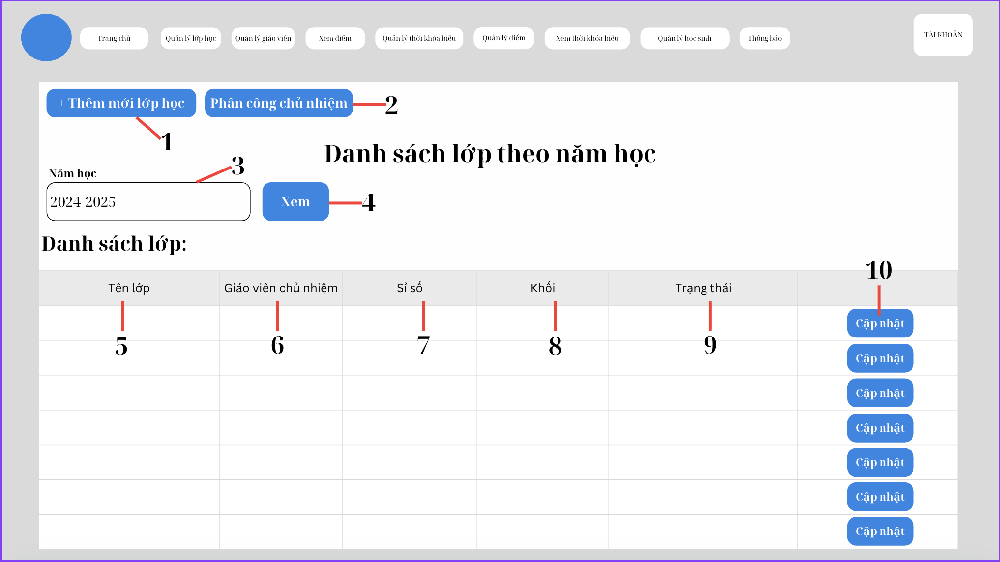 Trang chủ
Quản lý lớp học
Quản lý giáo viên
Xem điểm
Quản lý thời khóa biểu
Quản lý điểm
Xem thời khóa biểu
Quản lý học sinh
Thông báo
TÀI KHOẢN
+ Thêm mới lớp học
Phân công chủ nhiệm
2
1
Danh sách lớp theo năm học
3
Năm học
2024-2025
Xem
4
Danh sách lớp:
10
Tên lớp
Giáo viên chủ nhiệm
Sỉ số
Khối
Trạng thái
Cập nhật
5
6
7
8
9
Cập nhật
Cập nhật
Cập nhật
Cập nhật
Cập nhật
Cập nhật